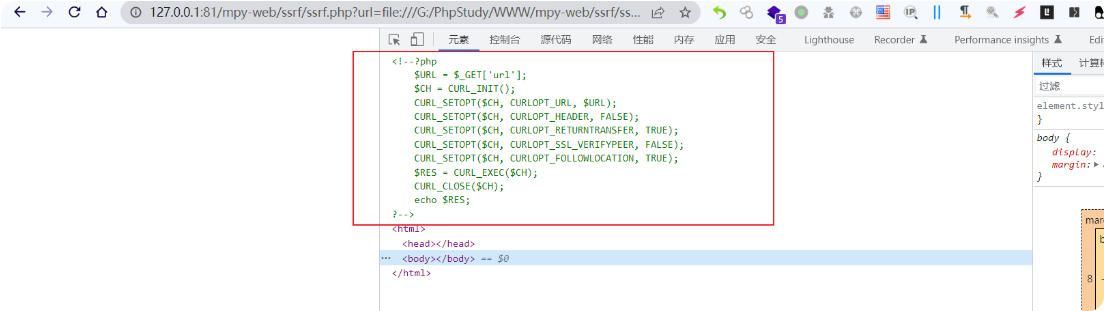 127.0.0.1:81/mpy-web/ssrf/ssrf.php?url=file:///G:/PhpStudy/WWW/mpy-web/ssrf/ss...
5
元素 控制台 源代码 网络 性能 内存 应用 安全 Lighthouse Recorder Performance insights Edi
<!--?php
$URL = $_GET['url'];
$CH = CURL_INIT();
CURL_SETOPT($CH, CURLOPT_URL, $URL);
CURL_SETOPT($CH, CURLOPT_HEADER, FALSE);
CURL_SETOPT($CH, CURLOPT_RETURNTRANSFER, TRUE);
CURL_SETOPT($CH, CURLOPT_SSL_VERIFYPEER, FALSE);
CURL_SETOPT($CH, CURLOPT_FOLLOWLOCATION, TRUE);
$RES = CURL_EXEC($CH);
CURL_CLOSE($CH);
echo $RES;
?-->
<html>
<head></head>
... <body></body> == $0
</html>
样式 计算样
过滤
element.sty
}
body {
display:
margin:
}
mar
b
8